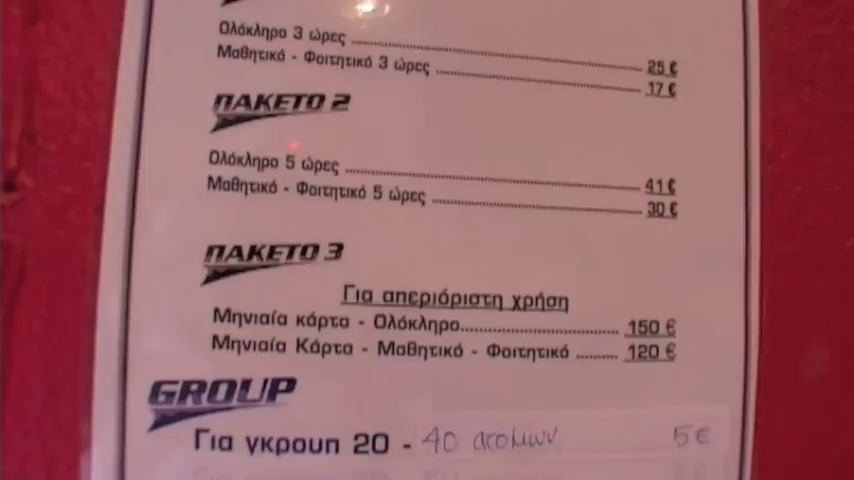 Ολόκληρο 3 ώρες 25 €
Μαθητικό - Φοιτητικό 3 ώρες 17 €
ΠΑΚΕΤΟ 2
Ολόκληρο 5 ώρες 41 €
Μαθητικό - Φοιτητικό 5 ώρες 30 €
ΠΑΚΕΤΟ 3
Για απεριόριστη χρήση
Μηνιαία κάρτα - Ολόκληρο 150 €
Μηνιαία Κάρτα - Μαθητικό - Φοιτητικό 120 €
GROUP
Για γκρουπ 20 - 40 ατόμων 5€